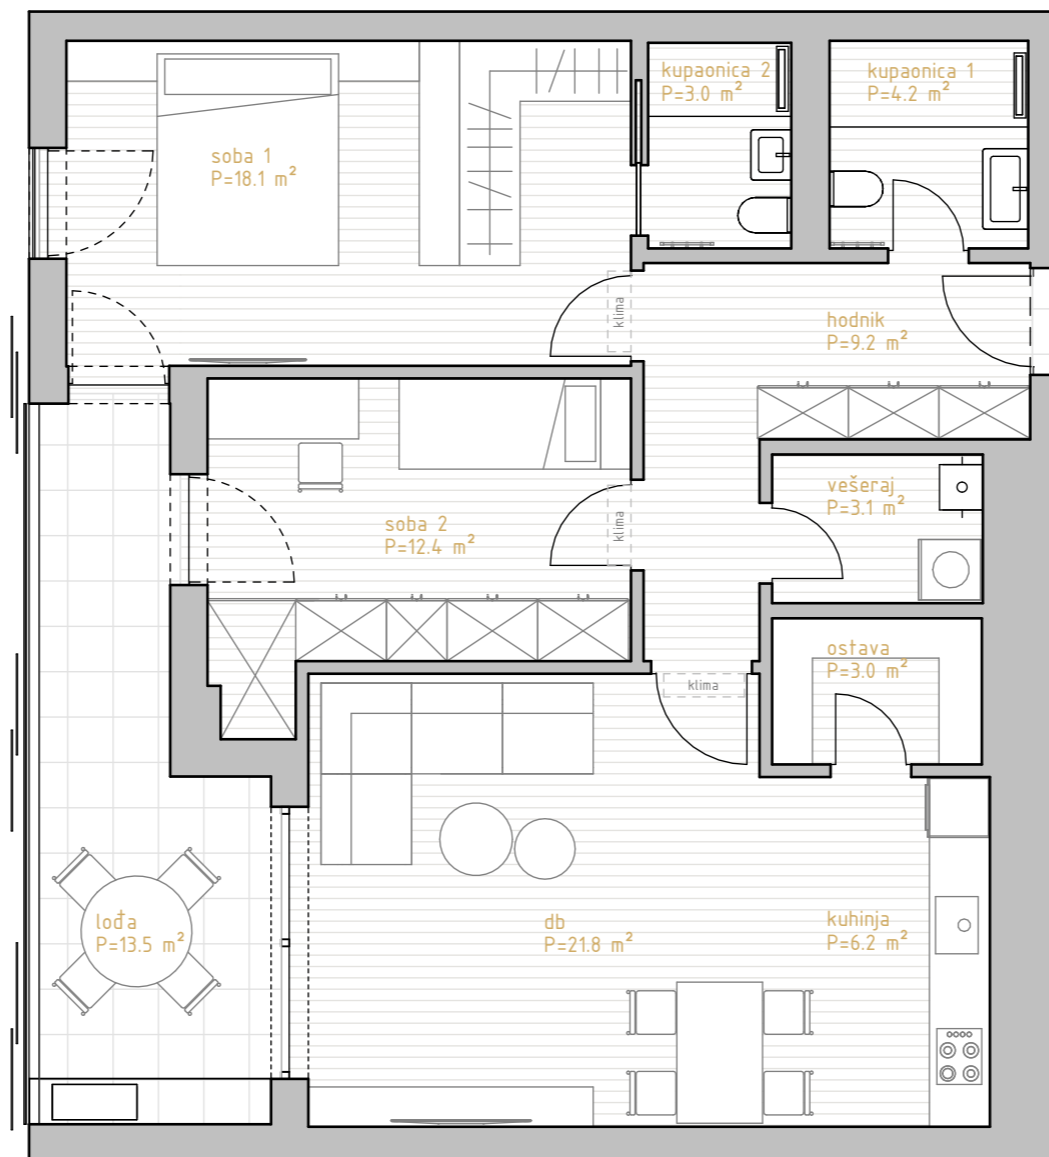 kupaonica 2
P=3.0 m²
kupaonica 1
P=4.2 m²
soba 1
P=18.1 m²
klima
hodnik
P=9.2 m²
vešeraj
P=3.1 m²
soba 2
P=12.4 m²
klima
ostava
P=3.0 m²
klima
lođa
P=13.5 m²
db
P=21.8 m²
kuhinja
P=6.2 m²